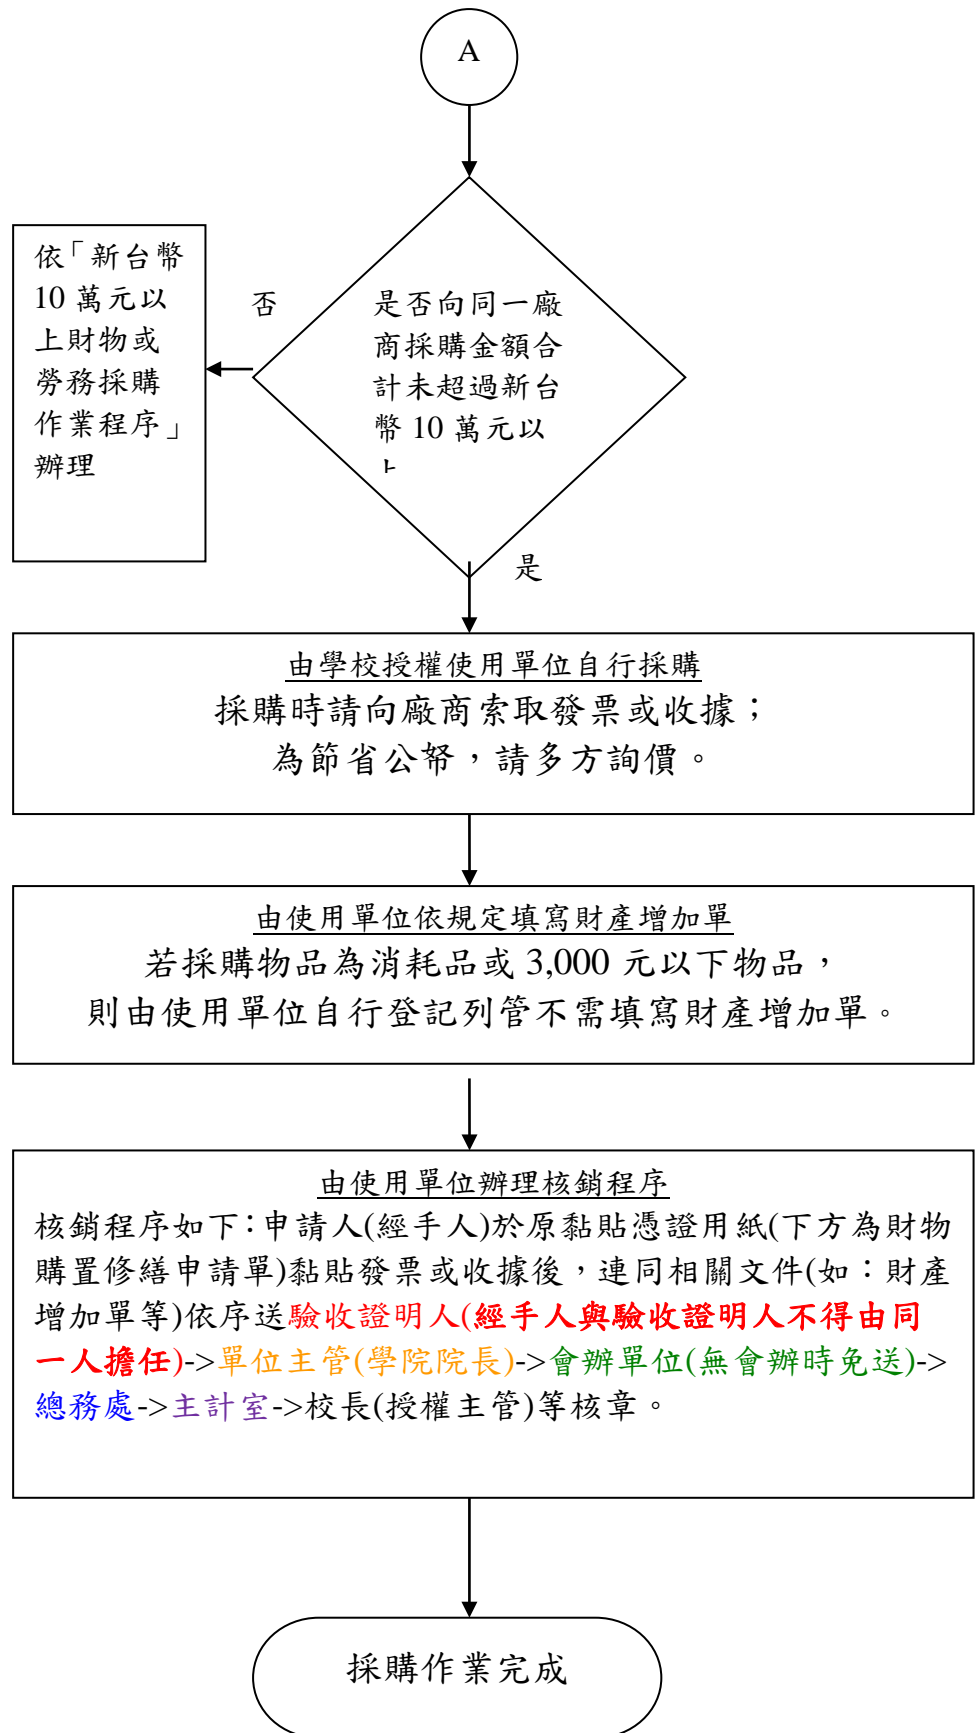 A
依「新台幣
10 萬元以
上財物或
勞務採購
作業程序」
辦理
否
是否向同一廠
商採購金額合
計未超過新台
幣 10 萬元以
是
由學校授權使用單位自行採購
採購時請向廠商索取發票或收據；
為節省公帑，請多方詢價。
由使用單位依規定填寫財產增加單
若採購物品為消耗品或 3,000 元以下物品，
則由使用單位自行登記列管不需填寫財產增加單。
由使用單位辦理核銷程序
核銷程序如下：申請人(經手人)於原黏貼憑證用紙(下方為財物
購置修繕申請單)黏貼發票或收據後，連同相關文件(如：財產
增加單等)依序送驗收證明人(經手人與驗收證明人不得由同
一人擔任)->單位主管(學院院長)->會辦單位(無會辦時免送)->
總務處->主計室->校長(授權主管)等核章。
採購作業完成